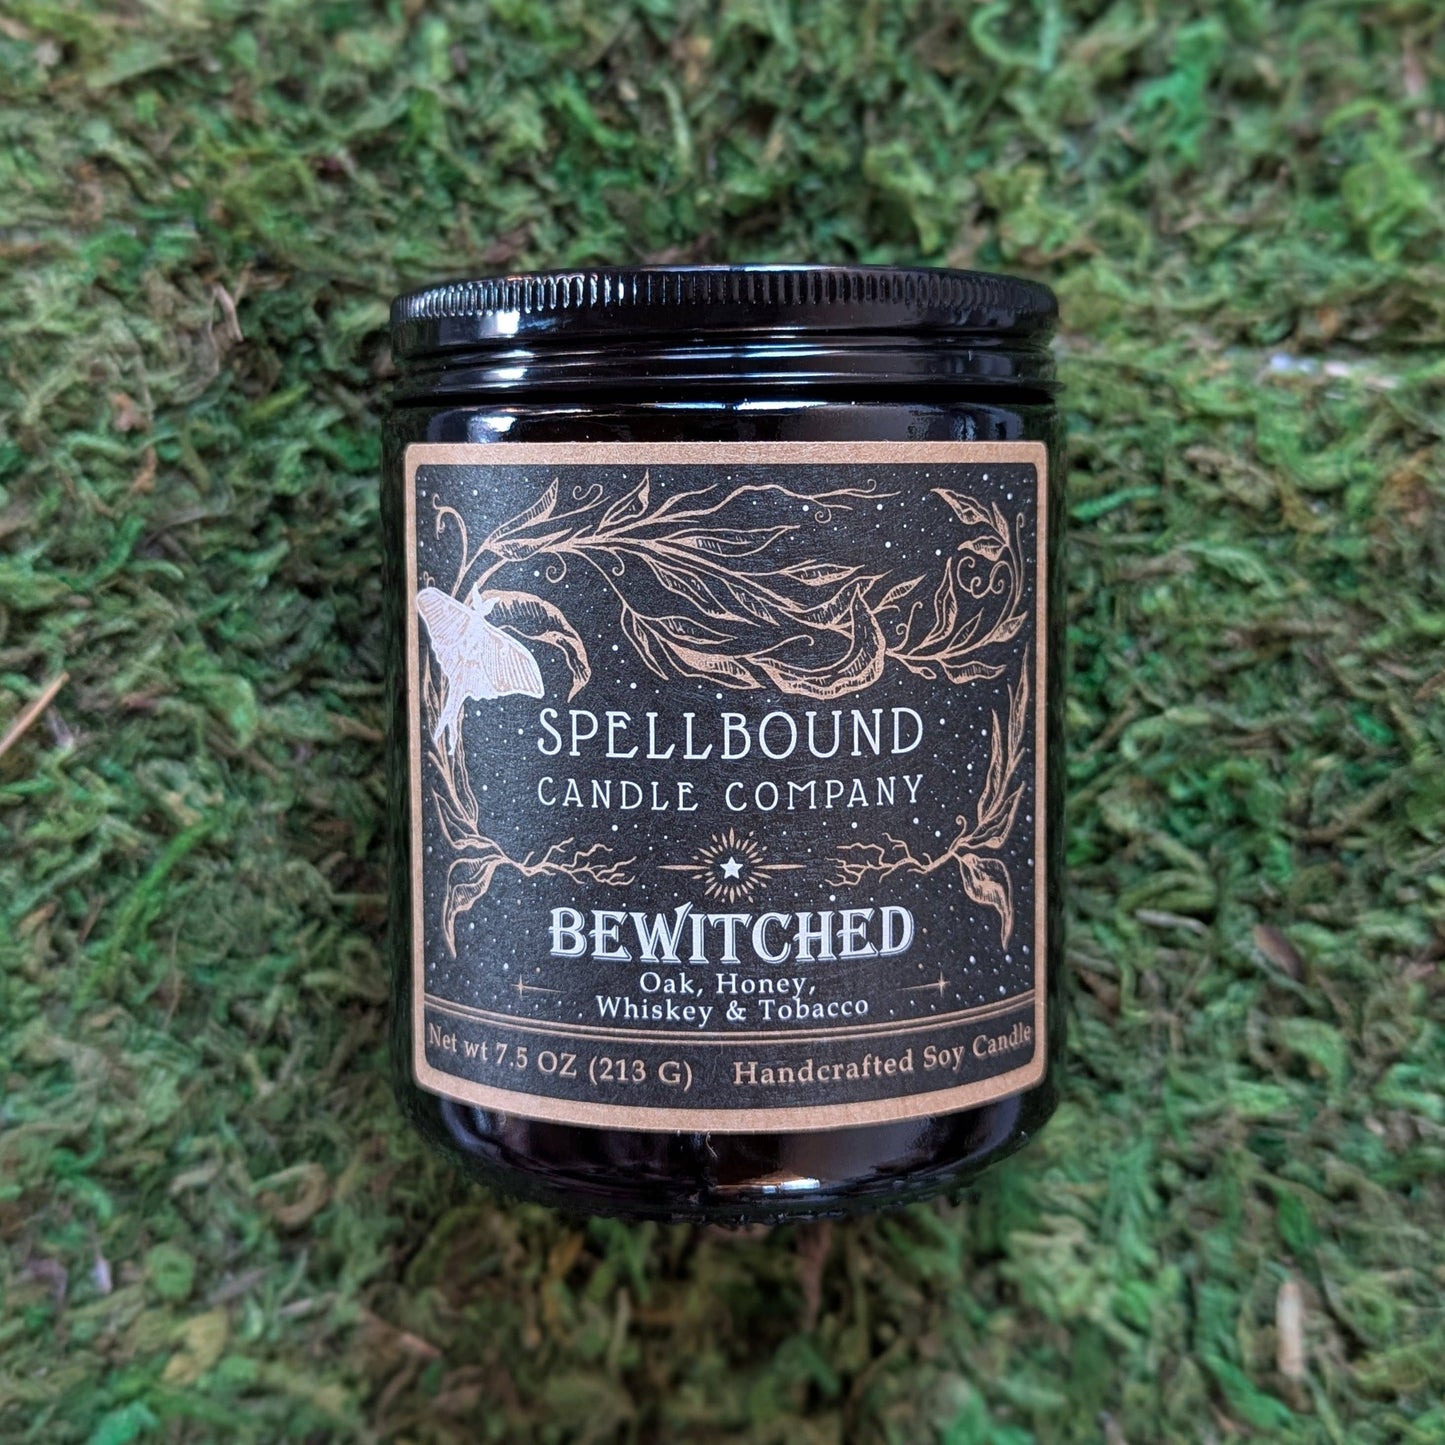 SPELLBOUND
CANDLE COMPANY
BEWITCHED
Oak, Honey,
Whiskey & Tobacco
Net wt 7.5 OZ (213 G) Handcrafted Soy Candle